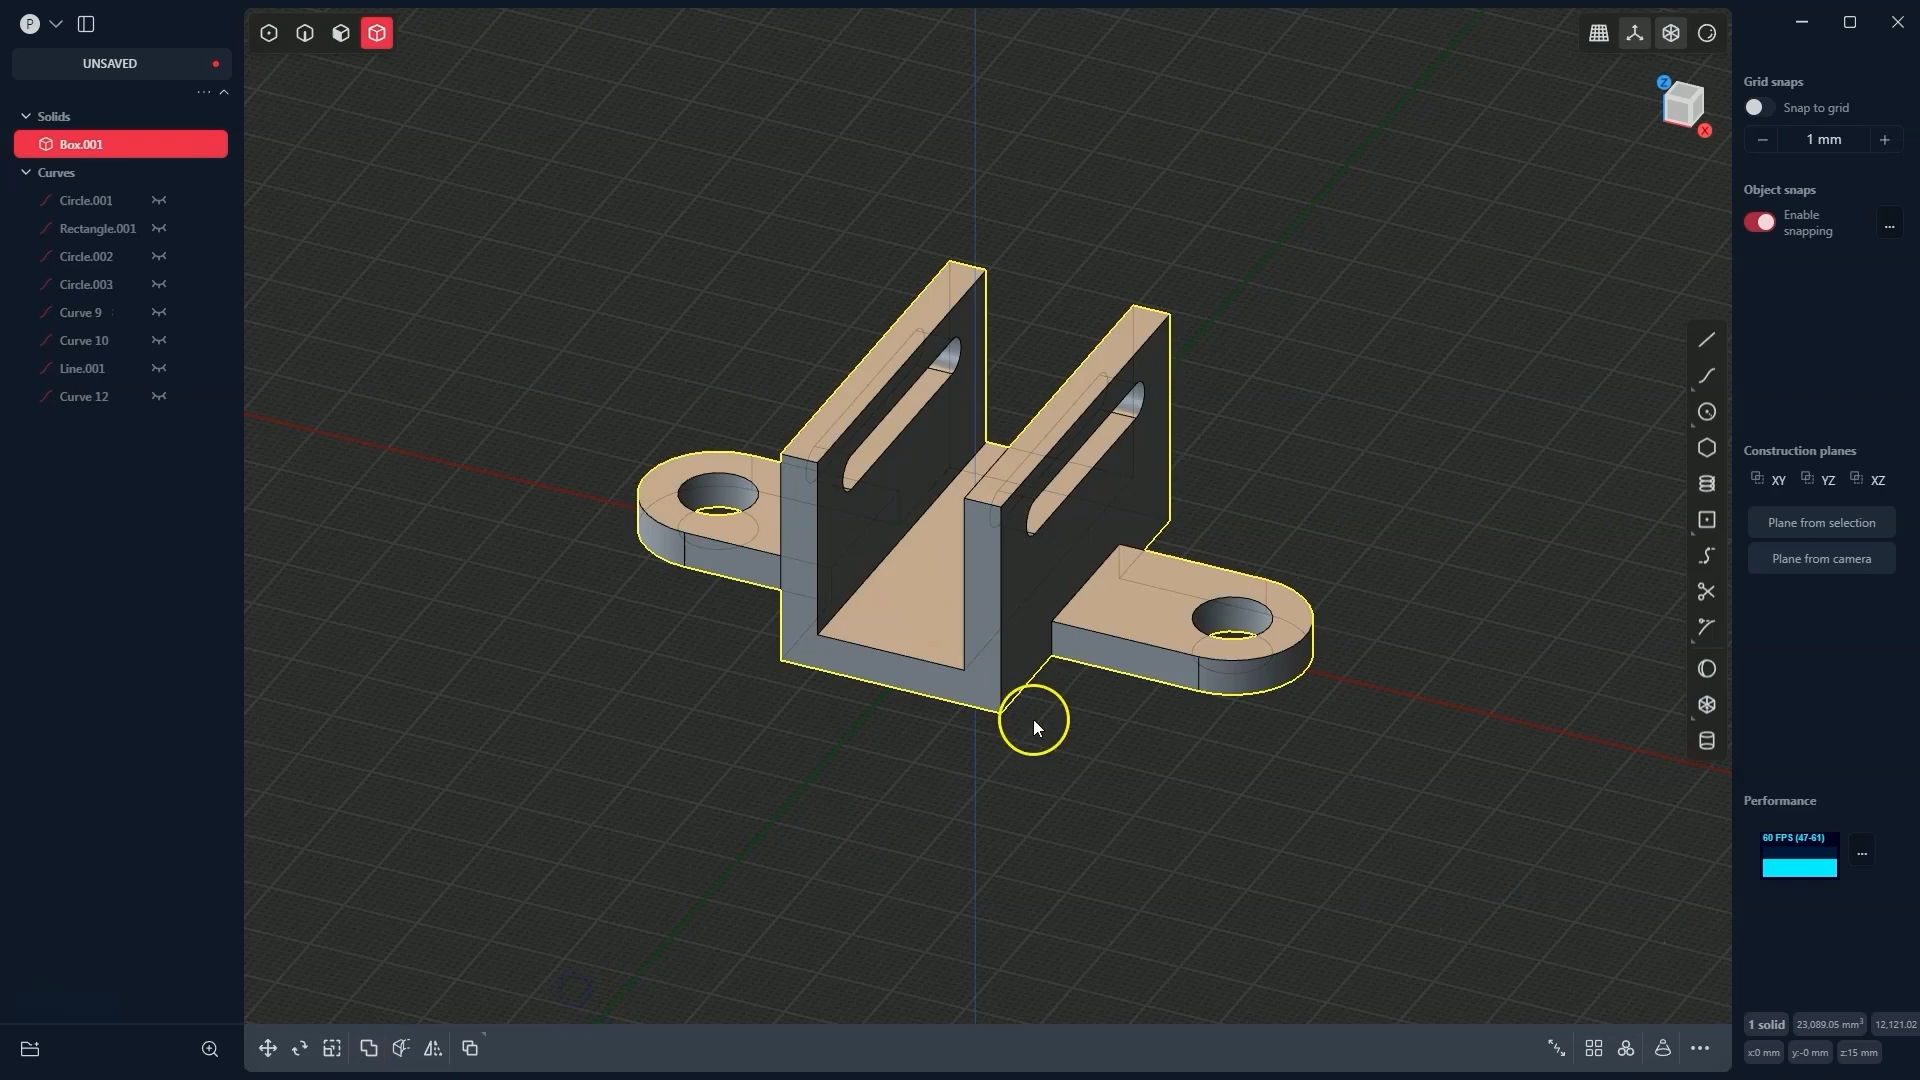 P
UNSAVED
Solids
Box.001
Curves
Circle.001
Rectangle.001
Circle.002
Circle.003
Curve 9
Curve 10
Line.001
Curve 12
Z
X
Grid snaps
Snap to grid
1 mm
Object snaps
Enable
snapping
Construction planes
XY YZ XZ
Plane from selection
Plane from camera
Performance
60 FPS (47-61)
1 solid 23,089.05 mm³ 12,121.02
x:0 mm y:-0 mm z:15 mm